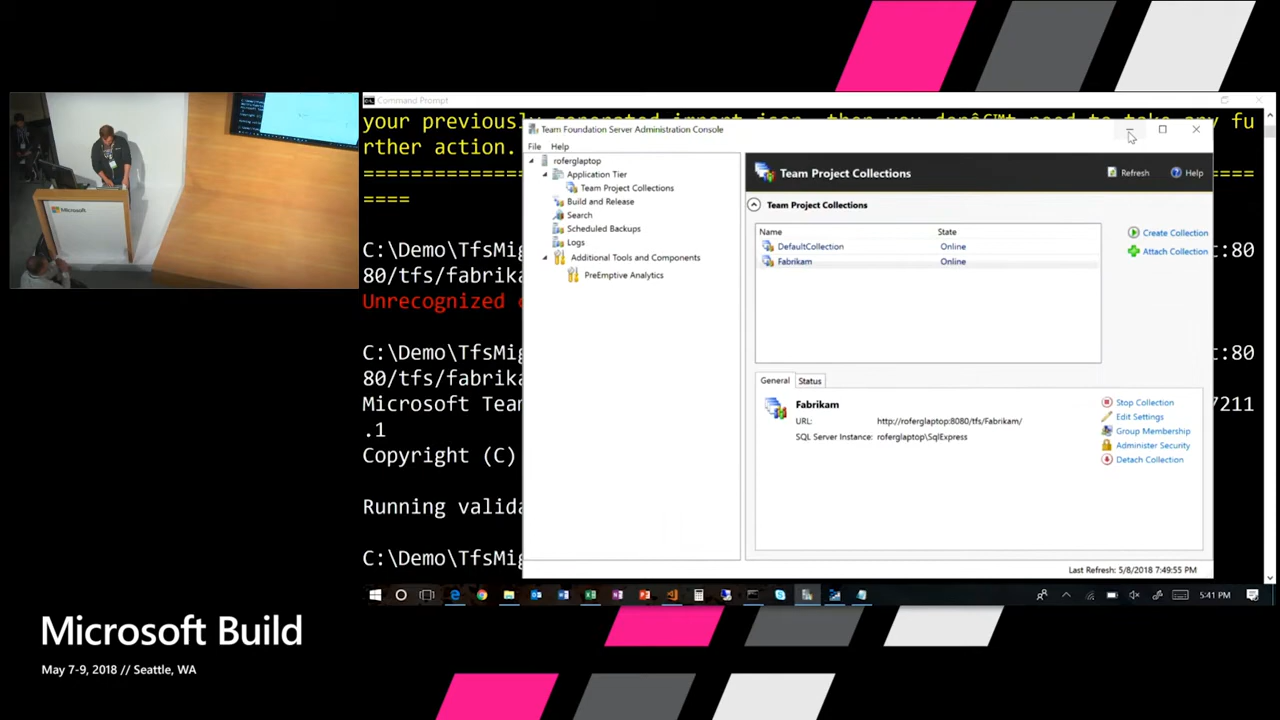 Command Prompt
your previously generated import.json, then you donâ€™t need to take any fu
rther action.
====
C:\Demo\TfsMig
t:80
80/tfs/fabrika
Unrecognized
C:\Demo\TfsMig
t:80
80/tfs/fabrika
Microsoft Team
7211
.1
Copyright (C)
Running valida
C:\Demo\TfsMig
Team Foundation Server Administration Console
File Help
roferglaptop
Application Tier
Team Project Collections
Build and Release
Search
Scheduled Backups
Logs
Additional Tools and Components
PreEmptive Analytics
Team Project Collections
Refresh
Help
Team Project Collections
Name State
DefaultCollection Online
Fabrikam Online
Create Collection
Attach Collection
General Status
Fabrikam
URL: http://roferglaptop:8080/tfs/Fabrikam/
SQL Server Instance: roferglaptop\SqlExpress
Stop Collection
Edit Settings
Group Membership
Administer Security
Detach Collection
Last Refresh: 5/8/2018 7:49:55 PM
5:41 PM
Microsoft
Microsoft Build
May 7-9, 2018 // Seattle, WA